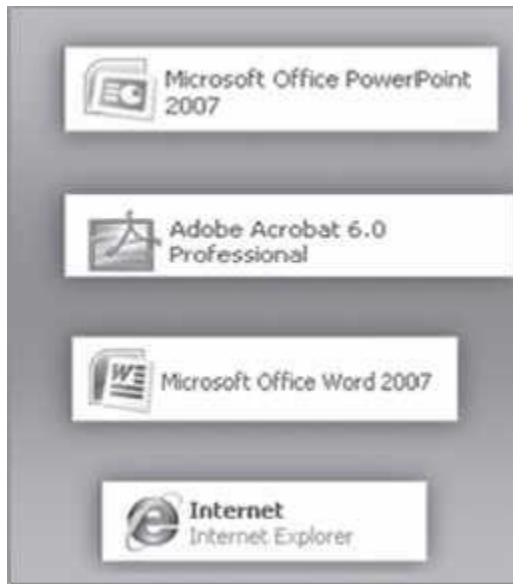 Microsoft Office PowerPoint
2007
Adobe Acrobat 6.0
Professional
Microsoft Office Word 2007
Internet
Internet Explorer